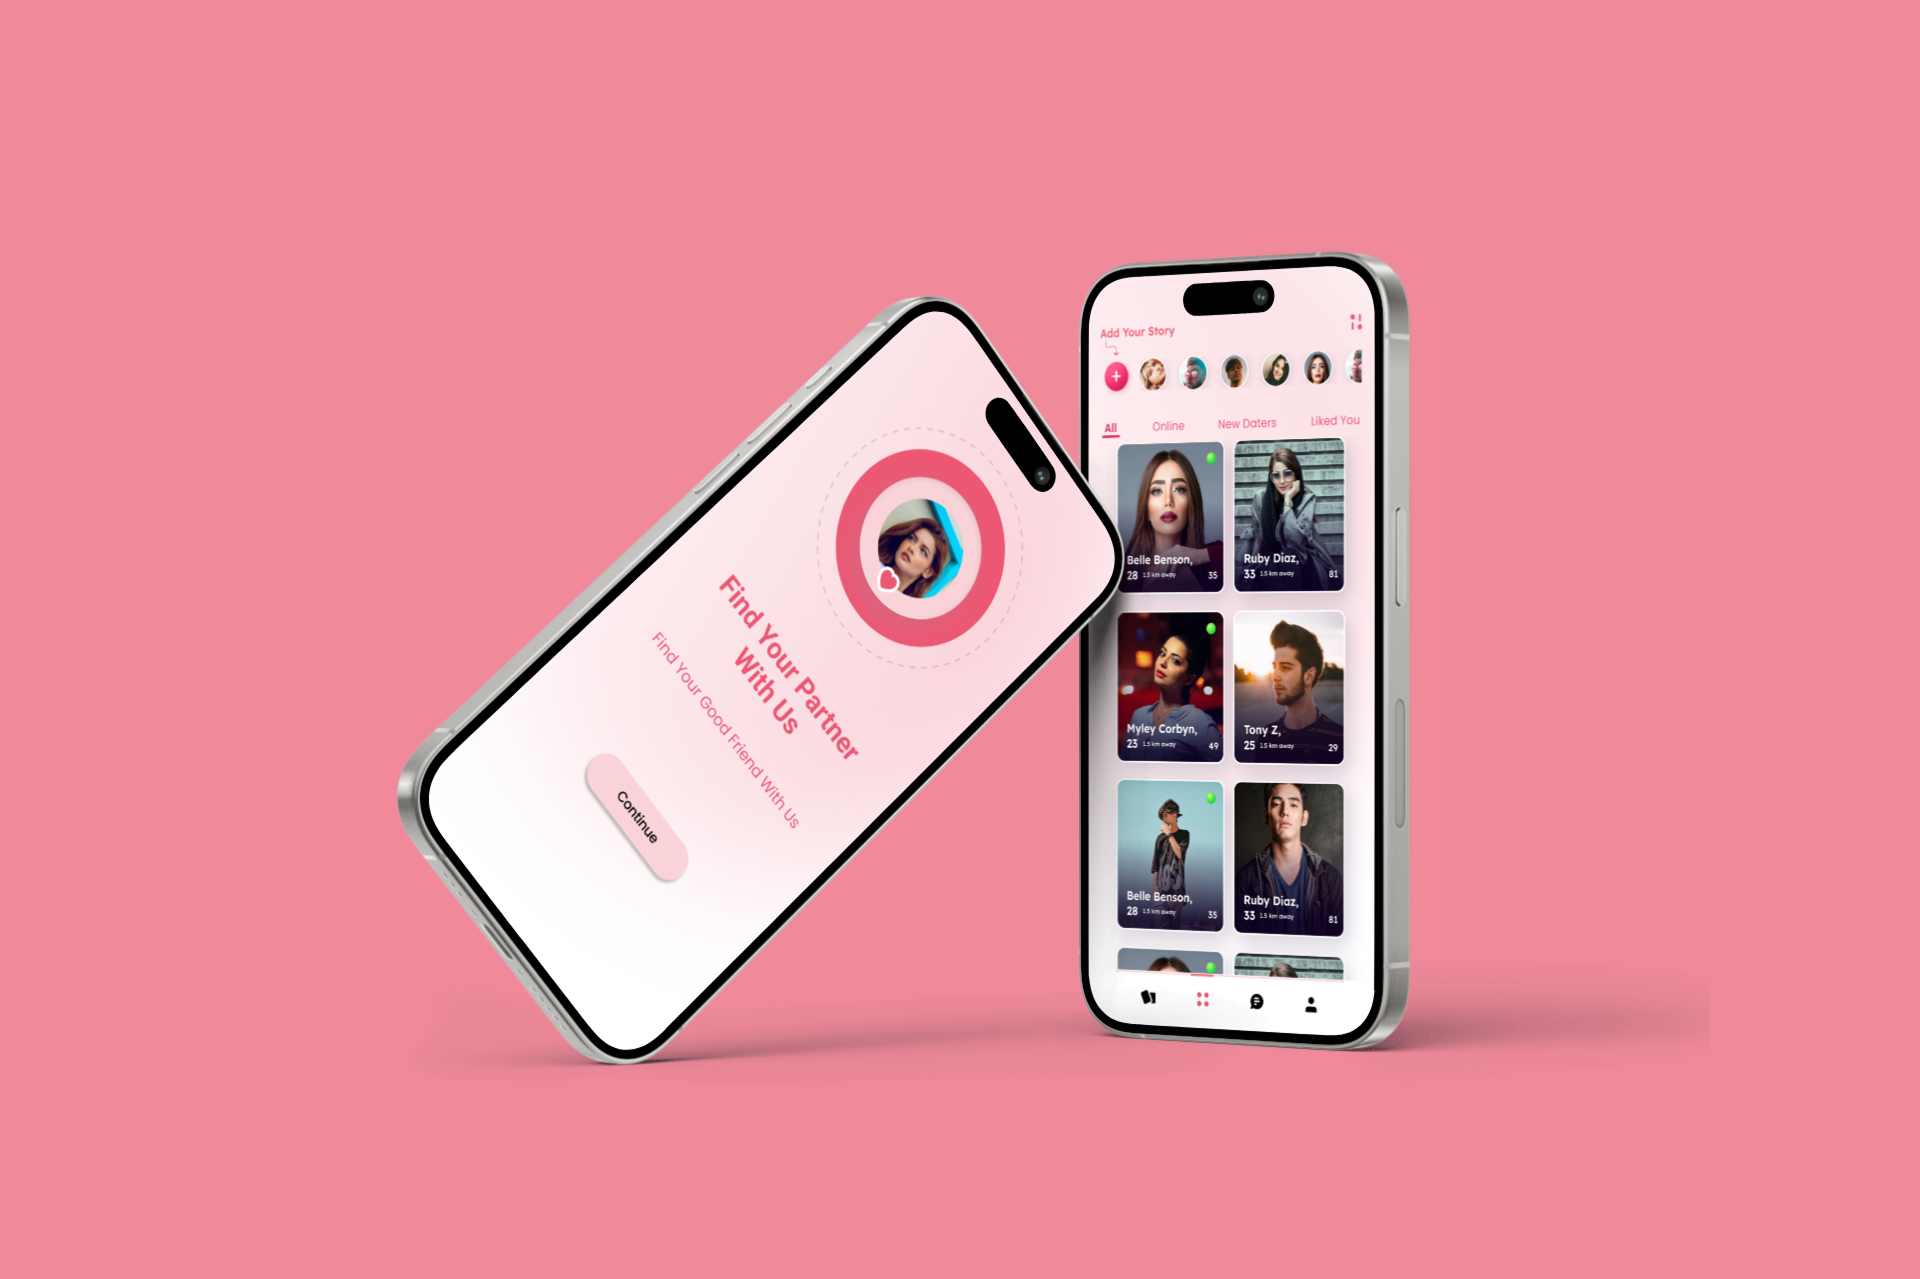 Find Your Partner
With Us
Find Your Good Friend With Us
Continue
Add Your Story
All
Online
New Daters
Liked You
Belle Benson,
28 1.5 km away 35
Ruby Diaz,
33 1.5 km away 81
Myley Corbyn,
23 1.5 km away 49
Tony Z,
25 1.5 km away 29
Belle Benson,
28 1.5 km away 35
Ruby Diaz,
33 1.5 km away 81